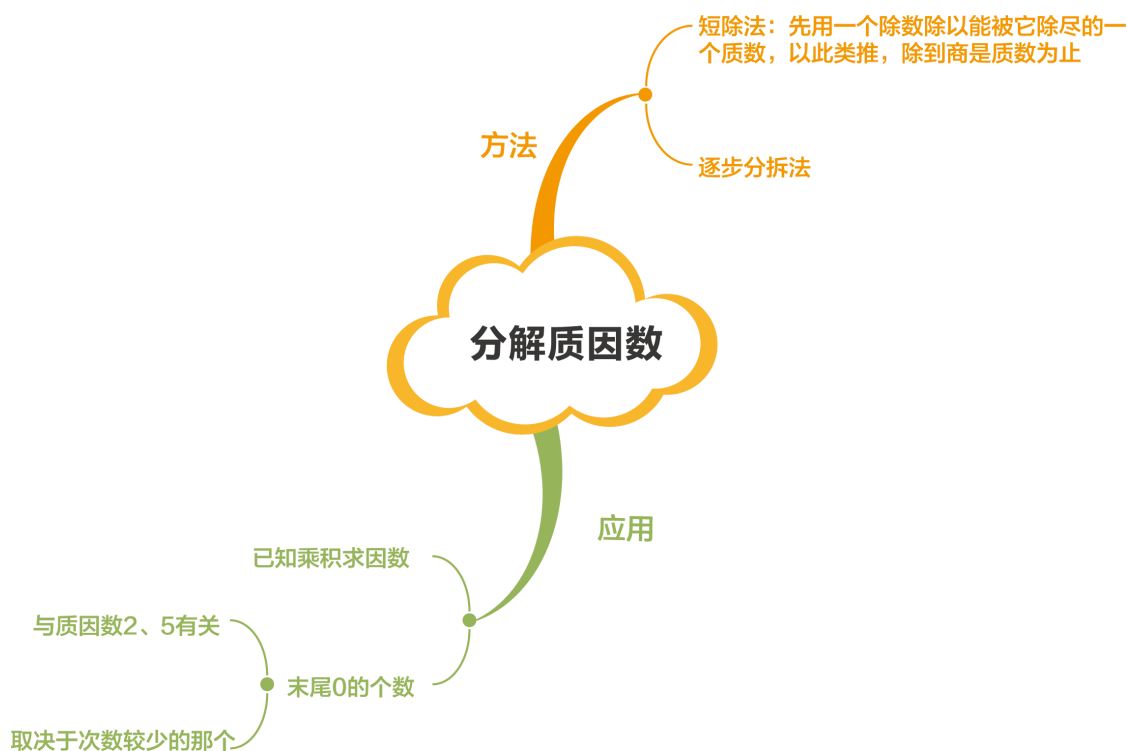 短除法：先用一个除数除以能被它除尽的一
个质数，以此类推，除到商是质数为止
方法
逐步分拆法
分解质因数
应用
已知乘积求因数
与质因数2、5有关
末尾0的个数
取决于次数较少的那个